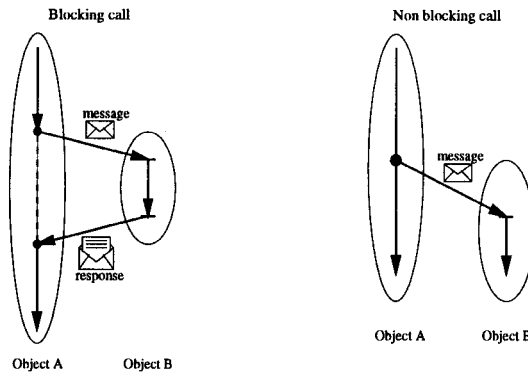 Blocking call
message
response
Object A
Object B
Non blocking call
message
Object A
Object B